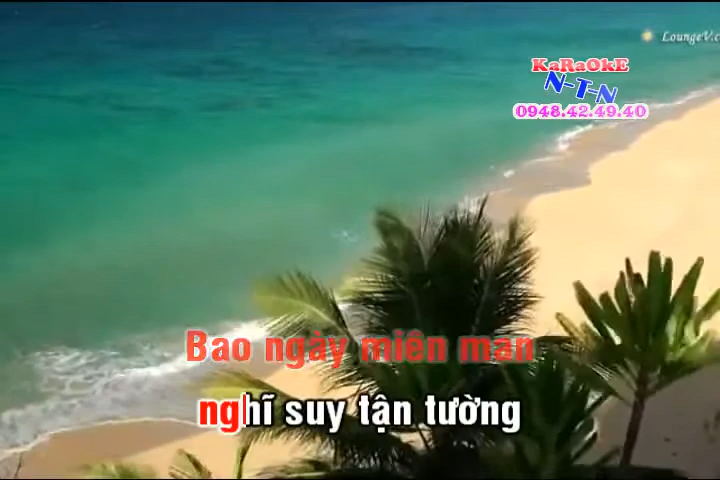 LoungeV.c
KaRaOkE
N-T-N
0948.42.49.40
Bao ngày miên man
nghĩ suy tận tường